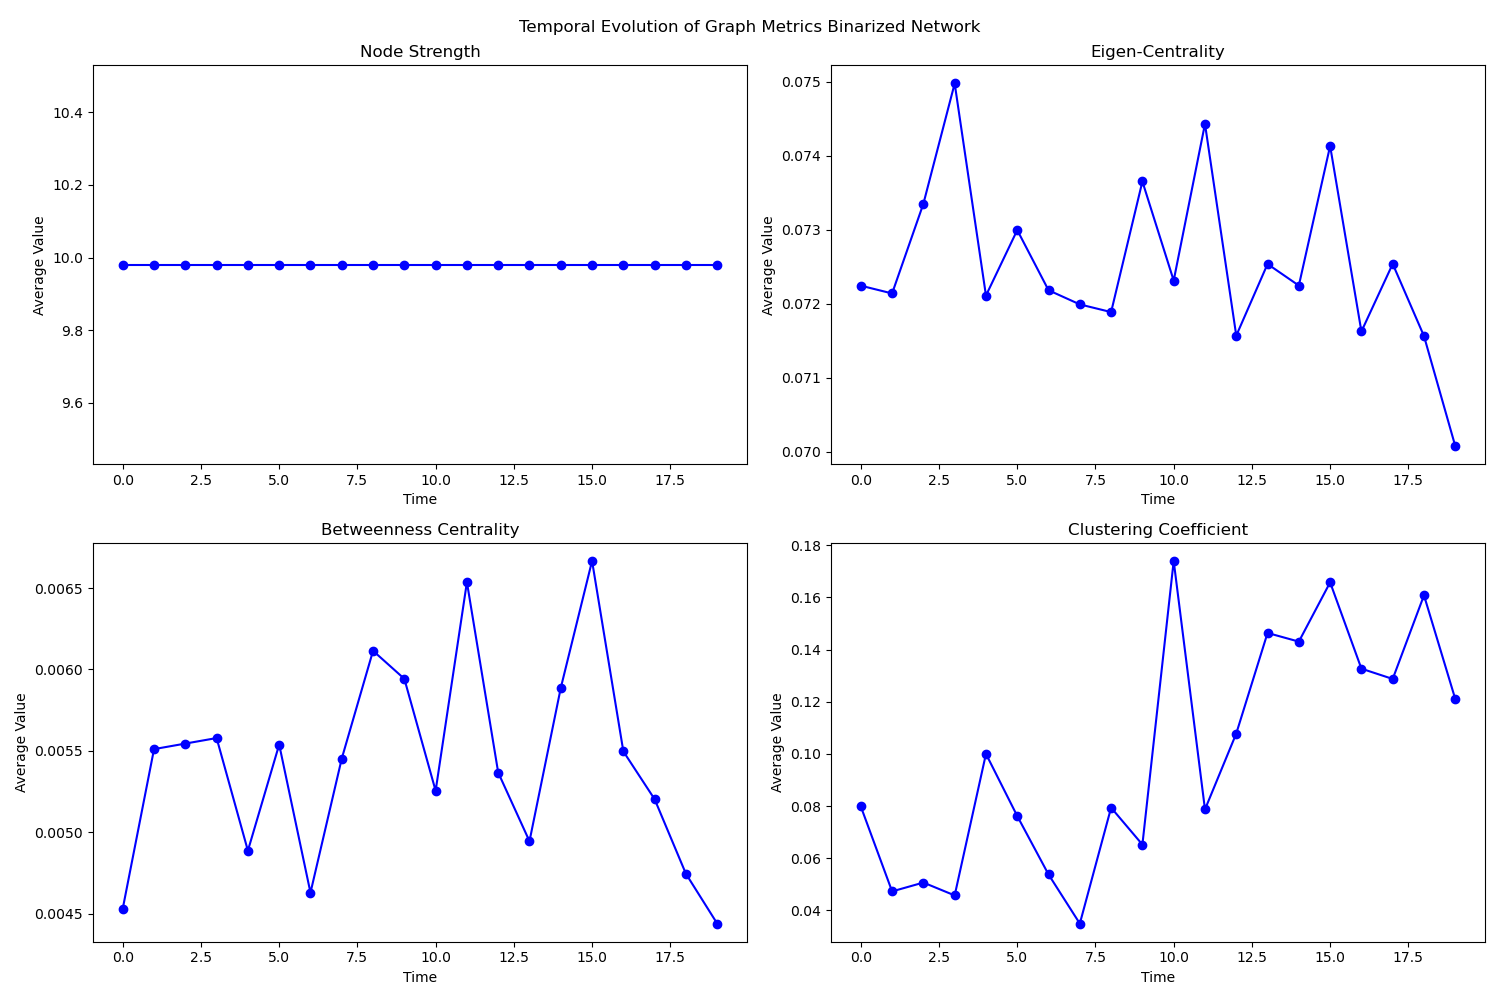 Temporal Evolution of Graph Metrics Binarized Network
Node Strength
Average Value
10.4
10.2
10.0
9.8
9.6
0.0 2.5 5.0 7.5 10.0 12.5 15.0 17.5
Time
Eigen-Centrality
Average Value
0.075
0.074
0.073
0.072
0.071
0.070
0.0 2.5 5.0 7.5 10.0 12.5 15.0 17.5
Time
Betweenness Centrality
Average Value
0.0065
0.0060
0.0055
0.0050
0.0045
0.0 2.5 5.0 7.5 10.0 12.5 15.0 17.5
Time
Clustering Coefficient
Average Value
0.18
0.16
0.14
0.12
0.10
0.08
0.06
0.04
0.0 2.5 5.0 7.5 10.0 12.5 15.0 17.5
Time